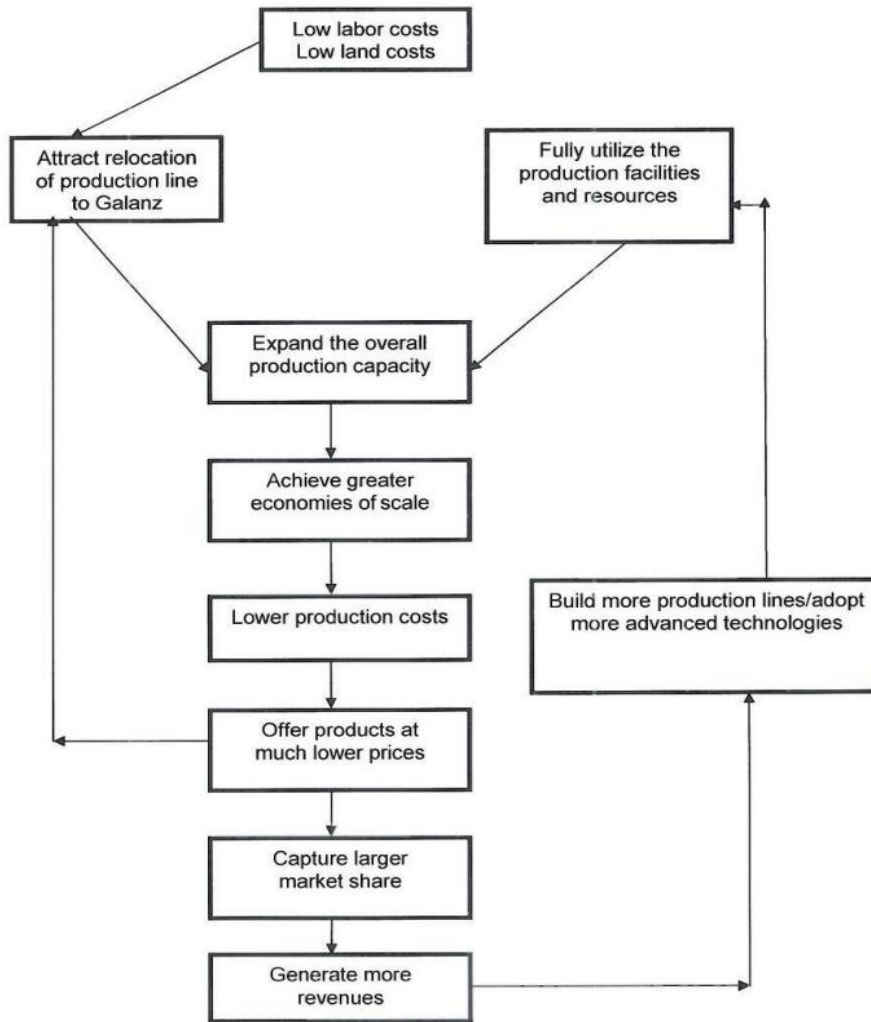 Low labor costs
Low land costs
Attract relocation
of production line
to Galanz
Fully utilize the
production facilities
and resources
Expand the overall
production capacity
Achieve greater
economies of scale
Lower production costs
Build more production lines/adopt
more advanced technologies
Offer products at
much lower prices
Capture larger
market share
Generate more
revenues